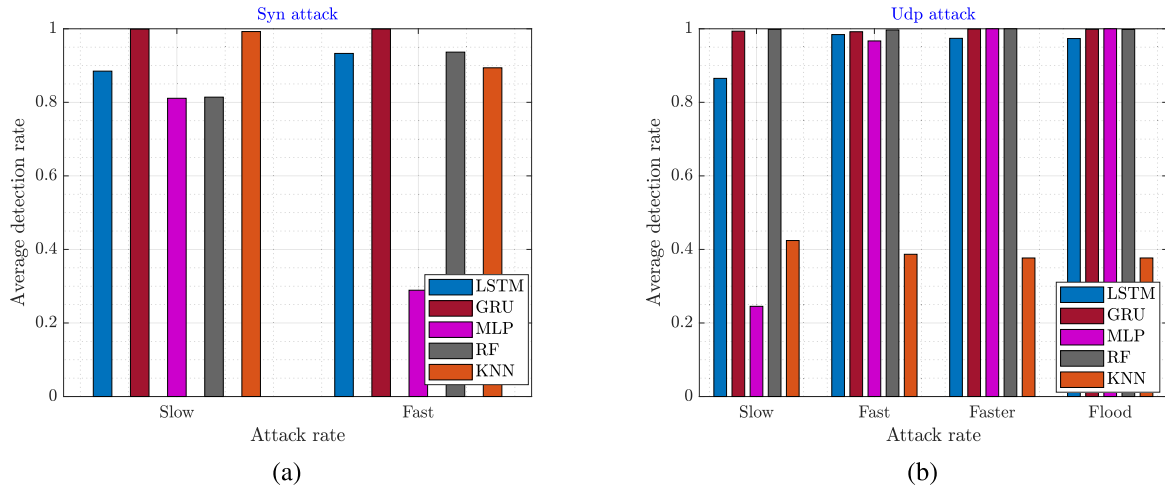 Syn attack
1
0.8
0.6
0.4
0.2
0
Average detection rate
LSTM
GRU
MLP
RF
KNN
Slow Fast
Attack rate
(a)
Udp attack
1
0.8
0.6
0.4
0.2
0
Average detection rate
LSTM
GRU
MLP
RF
KNN
Slow Fast Faster Flood
Attack rate
(b)